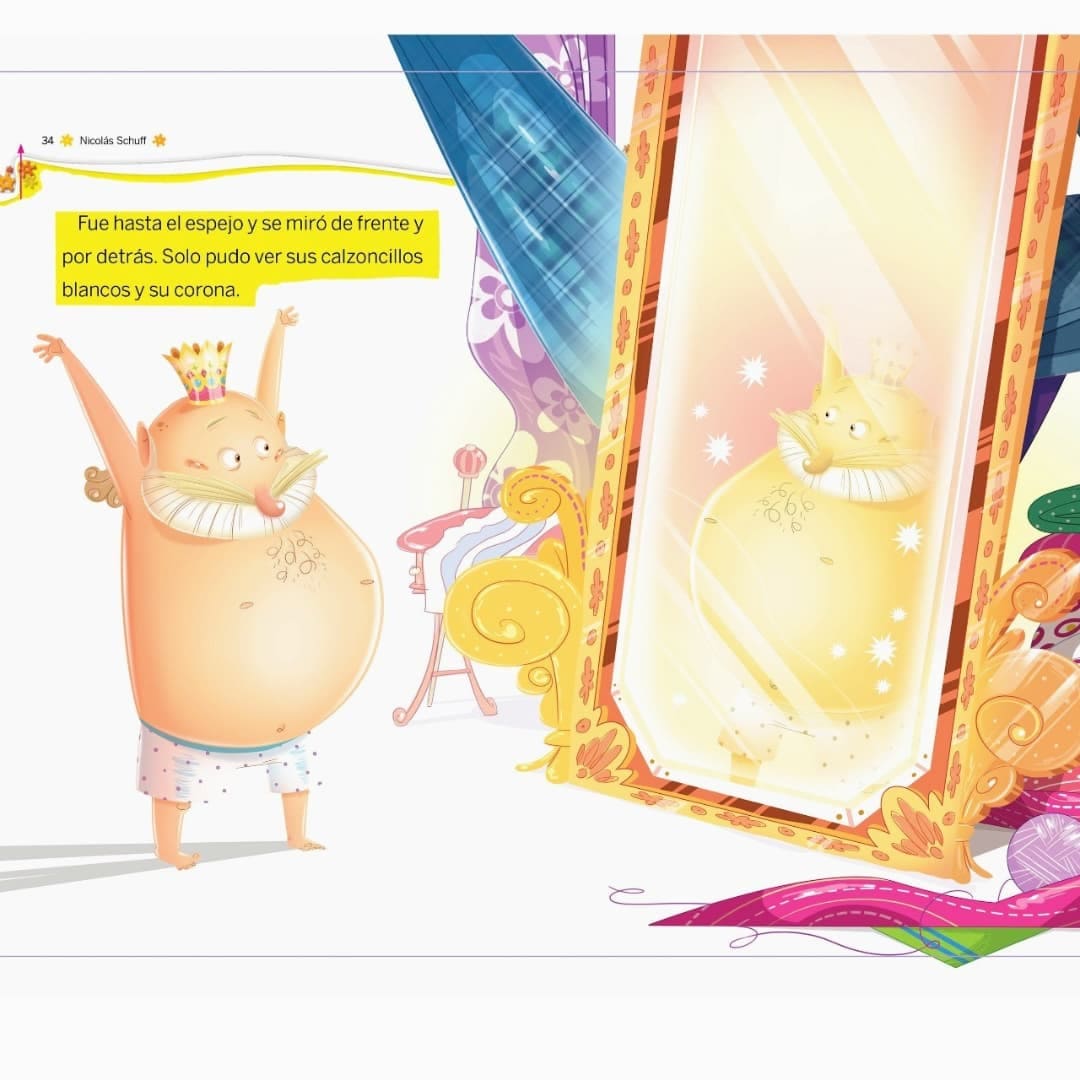 34 Nicolás Schuff
Fue hasta el espejo y se miró de frente y
por detrás. Solo pudo ver sus calzoncillos
blancos y su corona.